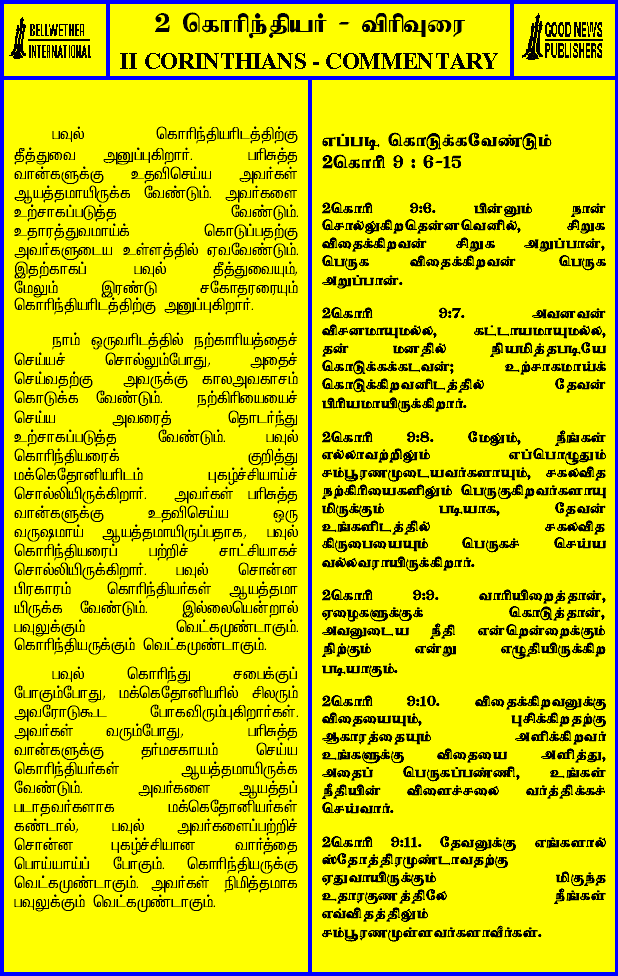 BELLWETHER
INTERNATIONAL
2 கொரிந்தியர் - விரிவுரை
II CORINTHIANS - COMMENTARY
GOOD NEWS
PUBLISHERS
பவுல் கொரிந்தியரிடத்திற்கு
தீத்துவை அனுப்புகிறார். பரிசுத்த
வான்களுக்கு உதவிசெய்ய அவர்கள்
ஆயத்தமாயிருக்க வேண்டும். அவர்களை
உற்சாகப்படுத்த வேண்டும்.
உதாரத்துவமாய்க் கொடுப்பதற்கு
அவர்களுடைய உள்ளத்தில் ஏவவேண்டும்.
இதற்காகப் பவுல் தீத்துவையும்,
மேலும் இரண்டு சகோதரரையும்
கொரிந்தியரிடத்திற்கு அனுப்புகிறார்.
நாம் ஒருவரிடத்தில் நற்காரியத்தைச்
செய்யச் சொல்லும்போது, அதைச்
செய்வதற்கு அவருக்கு காலஅவகாசம்
கொடுக்க வேண்டும். நற்கிரியையைச்
செய்ய அவரைத் தொடர்ந்து
உற்சாகப்படுத்த வேண்டும். பவுல்
கொரிந்தியரைக் குறித்து
மக்கெதோனியரிடம் புகழ்ச்சியாய்ச்
சொல்லியிருக்கிறார். அவர்கள் பரிசுத்த
வான்களுக்கு உதவிசெய்ய ஒரு
வருஷமாய் ஆயத்தமாயிருப்பதாக, பவுல்
கொரிந்தியரைப் பற்றிச் சாட்சியாகச்
சொல்லியிருக்கிறார். பவுல் சொன்ன
பிரகாரம் கொரிந்தியர்கள் ஆயத்தமா
யிருக்க வேண்டும். இல்லையென்றால்
பவுலுக்கும் வெட்கமுண்டாகும்.
கொரிந்தியருக்கும் வெட்கமுண்டாகும்.
பவுல் கொரிந்து சபைக்குப்
போகும்போது, மக்கெதோனியரில் சிலரும்
அவரோடுகூட போகவிரும்புகிறார்கள்.
அவர்கள் வரும்போது, பரிசுத்த
வான்களுக்கு தர்மசகாயம் செய்ய
கொரிந்தியர்கள் ஆயத்தமாயிருக்க
வேண்டும். அவர்களை ஆயத்தப்
படாதவர்களாக மக்கெதோனியர்கள்
கண்டால், பவுல் அவர்களைப்பற்றிச்
சொன்ன புகழ்ச்சியான வார்த்தை
பொய்யாய்ப் போகும். கொரிந்தியருக்கு
வெட்கமுண்டாகும். அவர்கள் நிமித்தமாக
பவுலுக்கும் வெட்கமுண்டாகும்.
எப்படி கொடுக்கவேண்டும்
2கொரி 9 : 6-15
2கொரி 9:6. பின்னும் நான்
சொல்லுகிறதென்னவெனில், சிறுக
விதைக்கிறவன் சிறுக அறுப்பான்,
பெருக விதைக்கிறவன் பெருக
அறுப்பான்.
2கொரி 9:7. அவனவன்
விசனமாயுமல்ல, கட்டாயமாயுமல்ல,
தன் மனதில் நியமித்தபடியே
கொடுக்கக்கடவன்; உற்சாகமாய்க்
கொடுக்கிறவனிடத்தில் தேவன்
பிரியமாயிருக்கிறார்.
2கொரி 9:8. மேலும், நீங்கள்
எல்லாவற்றிலும் எப்பொழுதும்
சம்பூரணமுடையவர்களாயும், சகலவித
நற்கிரியைகளிலும் பெருகுகிறவர்களாயு
மிருக்கும் படியாக, தேவன்
உங்களிடத்தில் சகலவித
கிருபையையும் பெருகச் செய்ய
வல்லவராயிருக்கிறார்.
2கொரி 9:9. வாரியிறைத்தான்,
ஏழைகளுக்குக் கொடுத்தான்,
அவனுடைய நீதி என்றென்றைக்கும்
நிற்கும் என்று எழுதியிருக்கிற
படியாகும்.
2கொரி 9:10. விதைக்கிறவனுக்கு
விதையையும், புசிக்கிறதற்கு
ஆகாரத்தையும் அளிக்கிறவர்
உங்களுக்கு விதையை அளித்து,
அதைப் பெருகப்பண்ணி, உங்கள்
நீதியின் விளைச்சலை வர்த்திக்கச்
செய்வார்.
2கொரி 9:11. தேவனுக்கு எங்களால்
ஸ்தோத்திரமுண்டாவதற்கு
ஏதுவாயிருக்கும் மிகுந்த
உதாரகுணத்திலே நீங்கள்
எவ்விதத்திலும்
சம்பூரணமுள்ளவர்களாவீர்கள்.